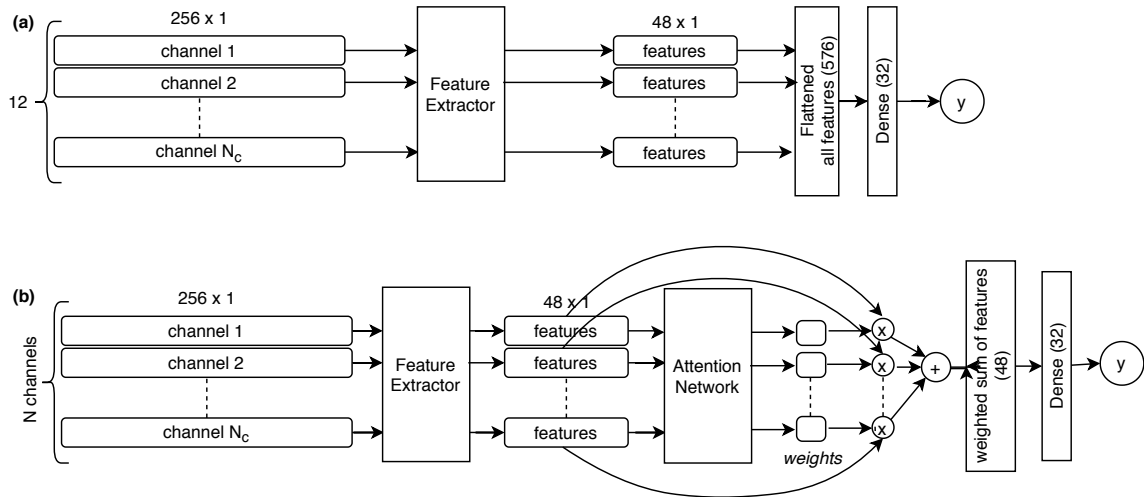 (a)
256 x 1
48 x 1
12
channel 1
channel 2
channel Nc
Feature
Extractor
features
features
features
Flattened
all features (576)
Dense (32)
y
(b)
256 x 1
48 x 1
N channels
channel 1
channel 2
channel Nc
Feature
Extractor
features
features
features
Attention
Network
weights
x
x
x
+
weighted sum of features
(48)
Dense (32)
y